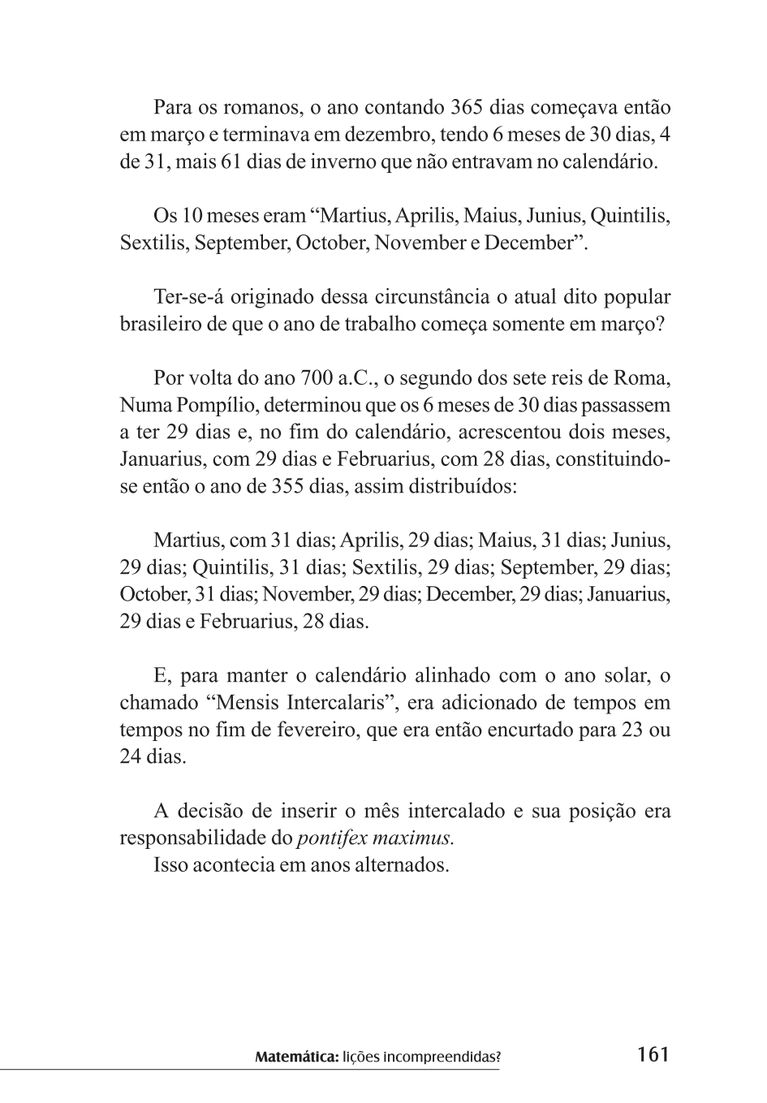 Para os romanos, o ano contando 365 dias começava então
em março e terminava em dezembro, tendo 6 meses de 30 dias, 4
de 31, mais 61 dias de inverno que não entravam no calendário.
Os 10 meses eram “Martius, Aprilis, Maius, Junius, Quintilis,
Sextilis, September, October, November e December”.
Ter-se-á originado dessa circunstância o atual dito popular
brasileiro de que o ano de trabalho começa somente em março?
Por volta do ano 700 a.C., o segundo dos sete reis de Roma,
Numa Pompílio, determinou que os 6 meses de 30 dias passassem
a ter 29 dias e, no fim do calendário, acrescentou dois meses,
Januarius, com 29 dias e Februarius, com 28 dias, constituindo-
se então o ano de 355 dias, assim distribuídos:
Martius, com 31 dias; Aprilis, 29 dias; Maius, 31 dias; Junius,
29 dias; Quintilis, 31 dias; Sextilis, 29 dias; September, 29 dias;
October, 31 dias; November, 29 dias; December, 29 dias; Januarius,
29 dias e Februarius, 28 dias.
E, para manter o calendário alinhado com o ano solar, o
chamado “Mensis Intercalaris”, era adicionado de tempos em
tempos no fim de fevereiro, que era então encurtado para 23 ou
24 dias.
A decisão de inserir o mês intercalado e sua posição era
responsabilidade do pontifex maximus.
Isso acontecia em anos alternados.
Matemática: lições incompreendidas? 161